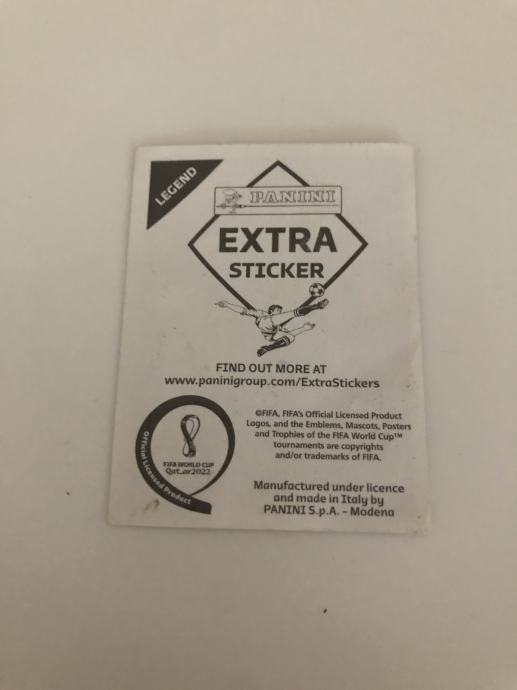 LEGEND
PANINI
EXTRA
STICKER
FIND OUT MORE AT
www.paninigroup.com/ExtraStickers
Official Licensed Product
FIFA WORLD CUP
Qatar2022
©FIFA, FIFA's Official Licensed Product
Logos, and the Emblems, Mascots, Posters
and Trophies of the FIFA World Cup™
tournaments are copyrights
and/or trademarks of FIFA.
Manufactured under licence
and made in Italy by
PANINI S.p.A. - Modena